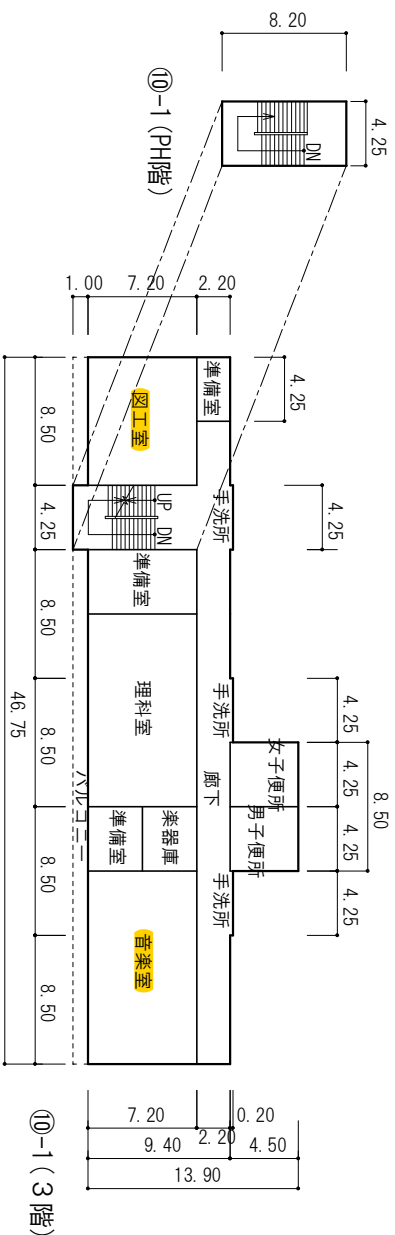 8.20
4.25
DN
⑩-1(PH階)
1.00
7.20
2.20
4.25
準備室
図工室
8.50
4.25
UP
DN
手洗所
4.25
準備室
8.50
理科室
手洗所
4.25
8.50
46.75
バルコニー
廊下
女子便所
4.25
8.50
準備室
楽器庫
男子便所
4.25
8.50
手洗所
4.25
音楽室
8.50
7.20
2.20
0.20
9.40
4.50
13.90
⑩-1(3階)